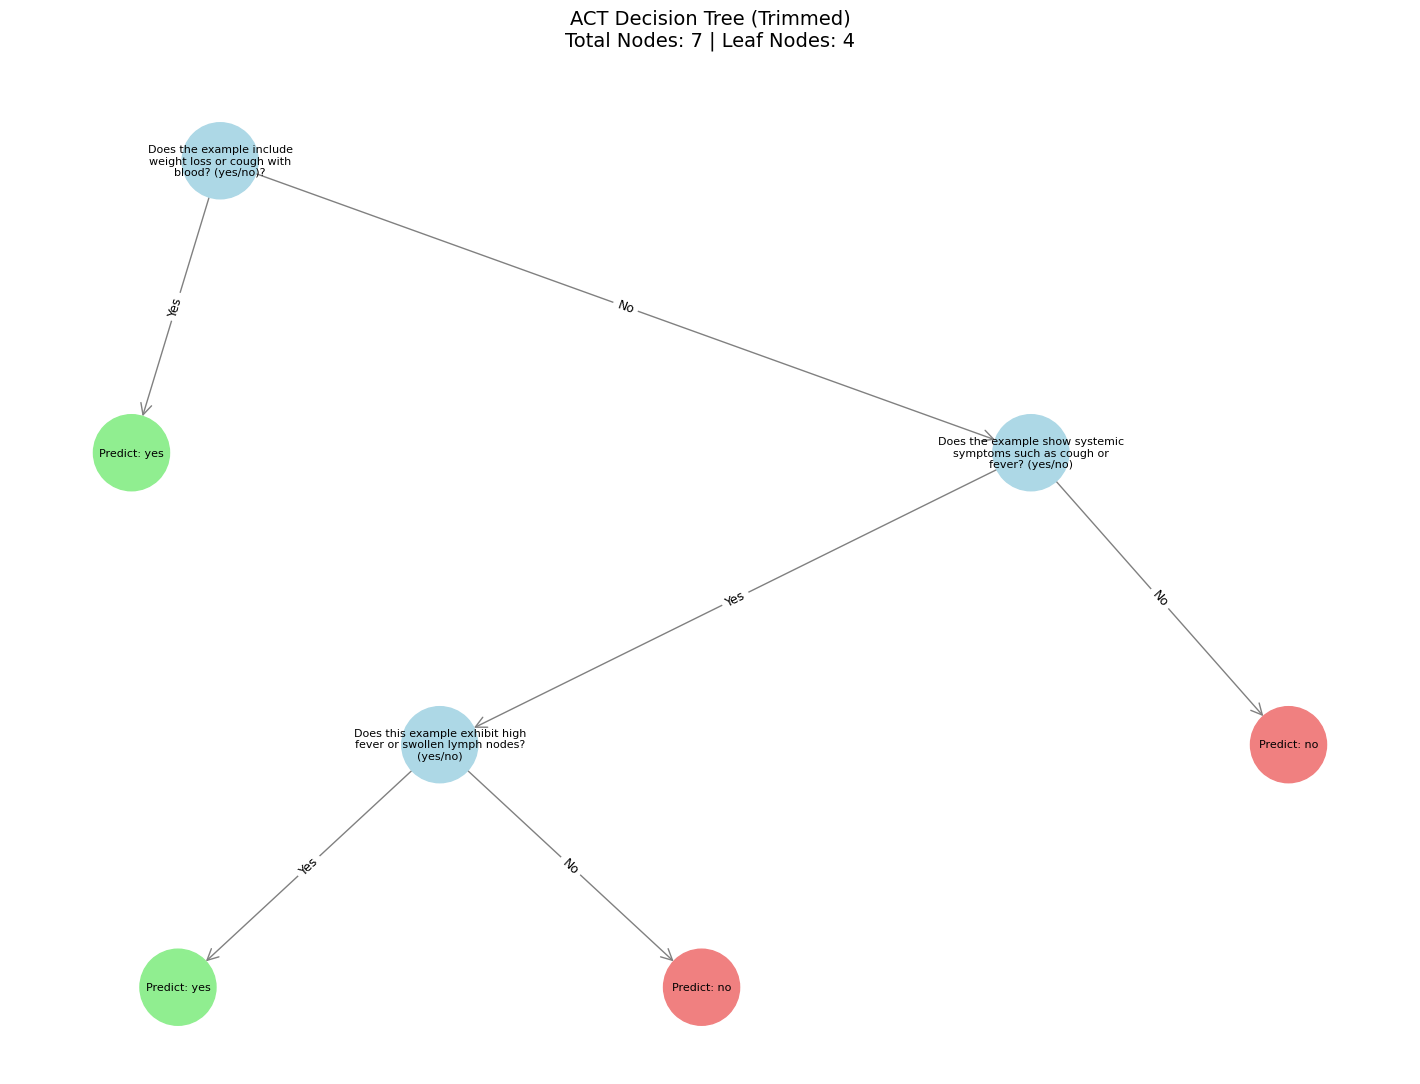 ACT Decision Tree (Trimmed)
Total Nodes: 7 | Leaf Nodes: 4
Does the example include
weight loss or cough with
blood? (yes/no)?
Yes
No
Predict: yes
Does the example show systemic
symptoms such as cough or
fever? (yes/no)
Yes
No
Does this example exhibit high
fever or swollen lymph nodes?
(yes/no)
Predict: no
Yes
No
Predict: yes
Predict: no